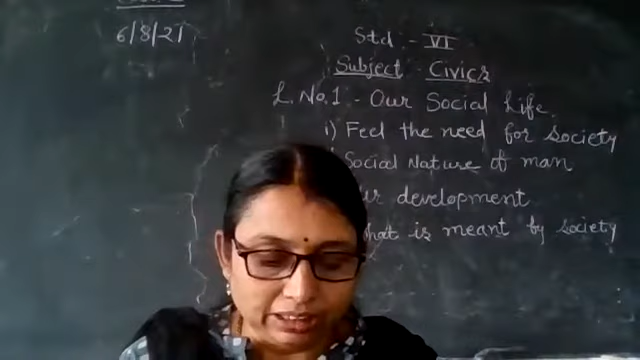 6/8/21
Std :- VI
Subject :- Civics
L. No. 1 - Our Social Life
i) Feel the need for society
Social Nature of man
development
is meant by society